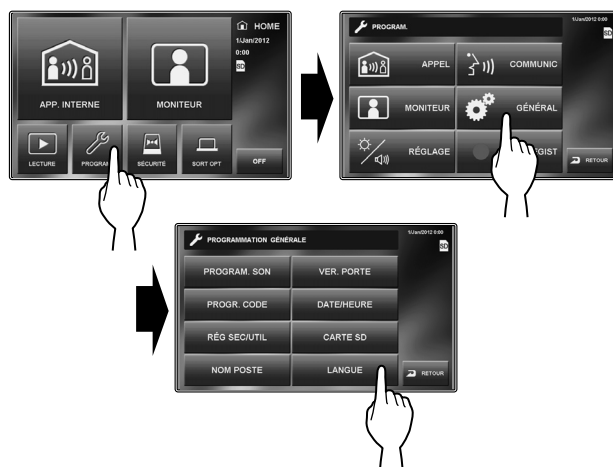 HOME
1/Jan/2012
0:00
SD
APP. INTERNE
MONITEUR
LECTURE
PROGRAM
SÉCURITÉ
SORT OPT
OFF
PROGRAM.
1/Jan/2012 0:00
SD
APPEL
COMMUNIC
MONITEUR
GÉNÉRAL
RÉGLAGE
GIST
RETOUR
PROGRAMMATION GÉNÉRALE
1/Jan/2012 0:00
SD
PROGRAM. SON
VER. PORTE
PROGR. CODE
DATE/HEURE
RÉG SEC/UTIL
CARTE SD
NOM POSTE
LANGUE
RETOUR